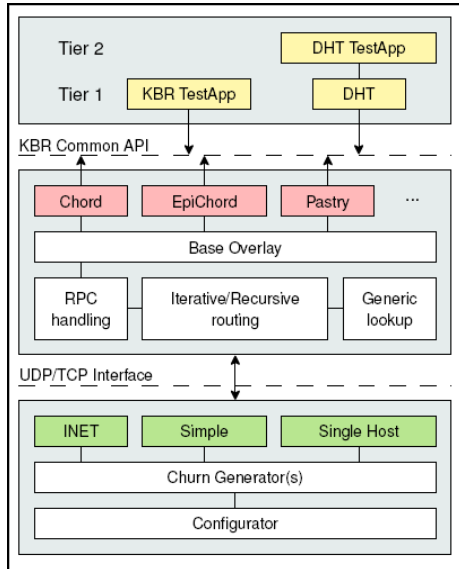 Tier 2
DHT TestApp
Tier 1
KBR TestApp
DHT
KBR Common API
Chord
EpiChord
Pastry
...
Base Overlay
RPC
handling
Iterative/Recursive
routing
Generic
lookup
UDP/TCP Interface
INET
Simple
Single Host
Churn Generator(s)
Configurator